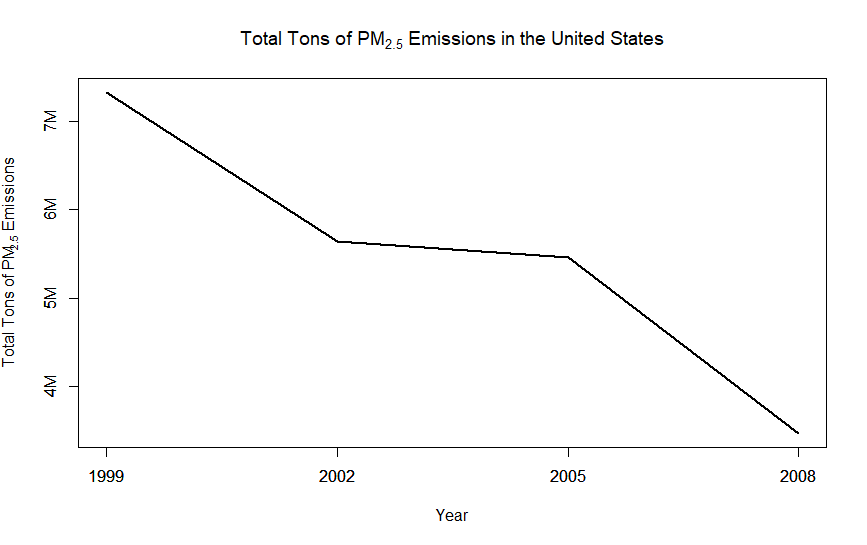 Total Tons of PM2.5 Emissions in the United States
Total Tons of PM2.5 Emissions
7M
6M
5M
4M
1999 2002 2005 2008
Year